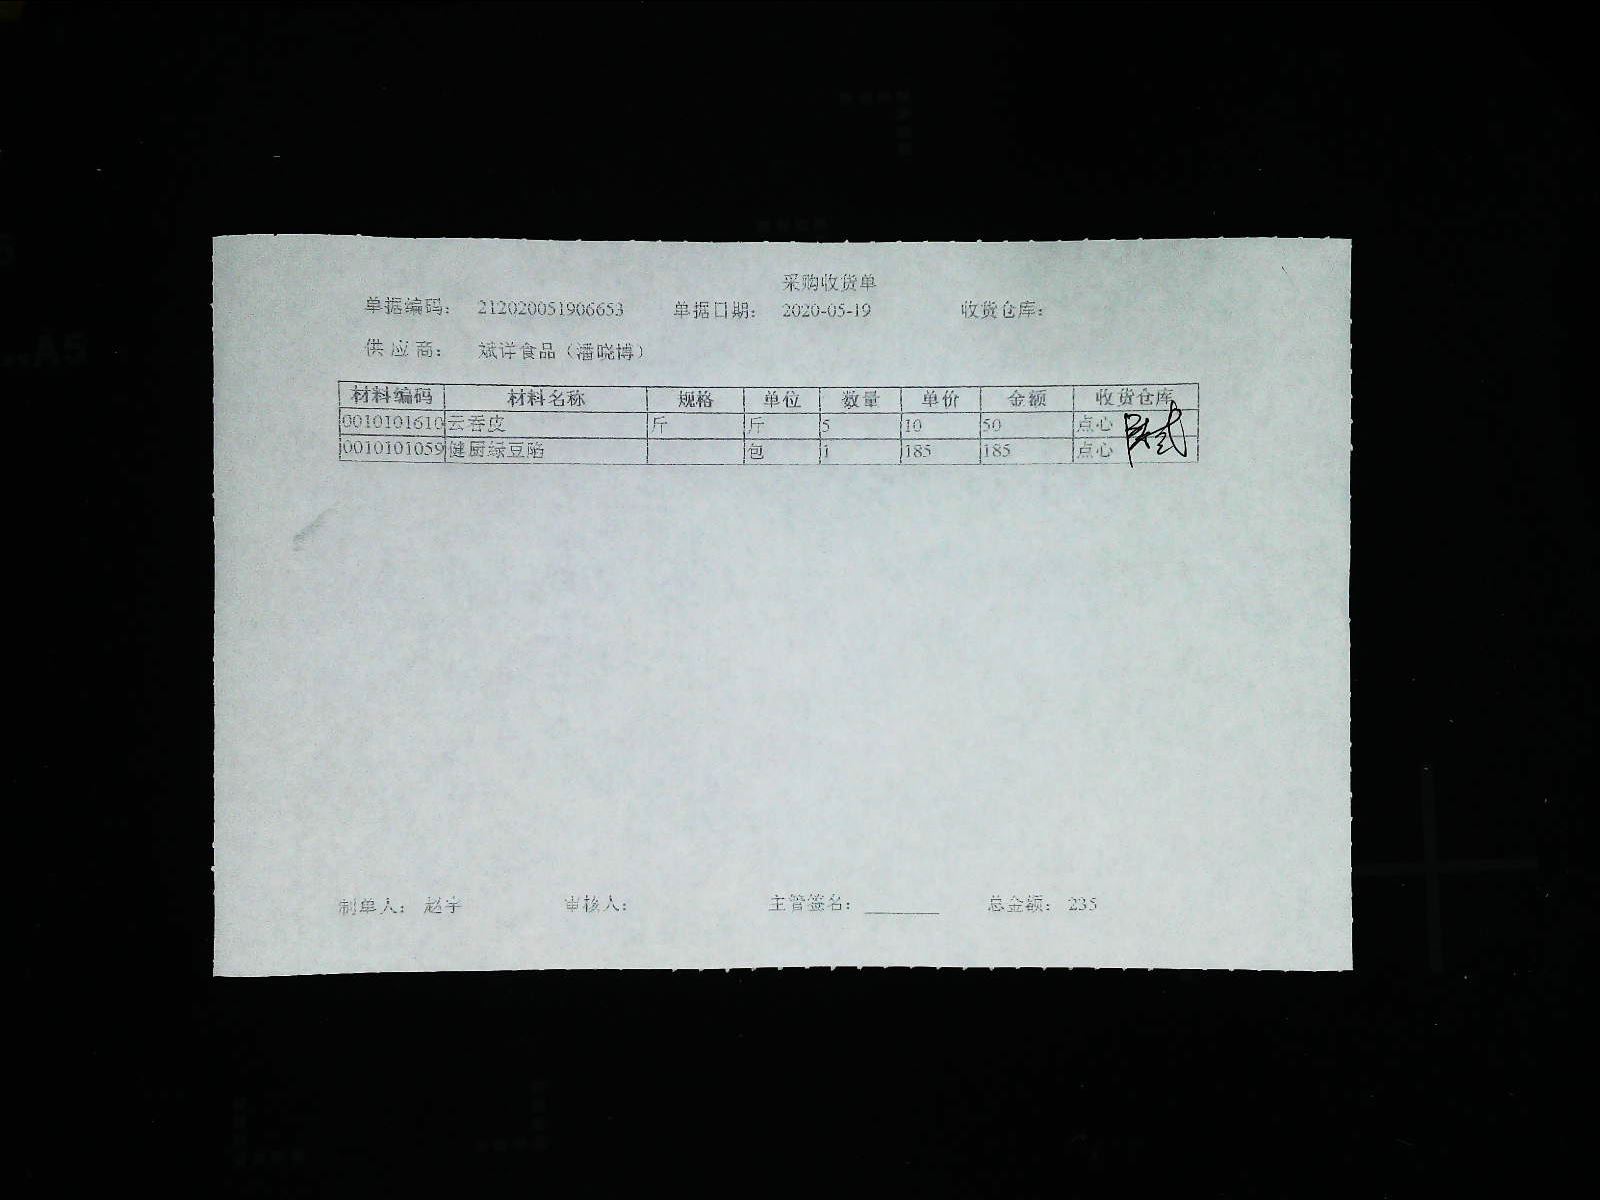 采购收货单
单据编码： 212020051906653 单据日期： 2020-05-19 收货仓库：
供应商： 斌洋食品（潘晓博）
材料编码 材料名称 规格 单位 数量 单价 金额 收货仓库
0010101610 云吞皮 斤 斤 5 10 50 点心
0010101059 健厨绿豆陷 包 1 185 185 点心
制单人： 赵宇 审核人： 主管签名： 总金额： 235